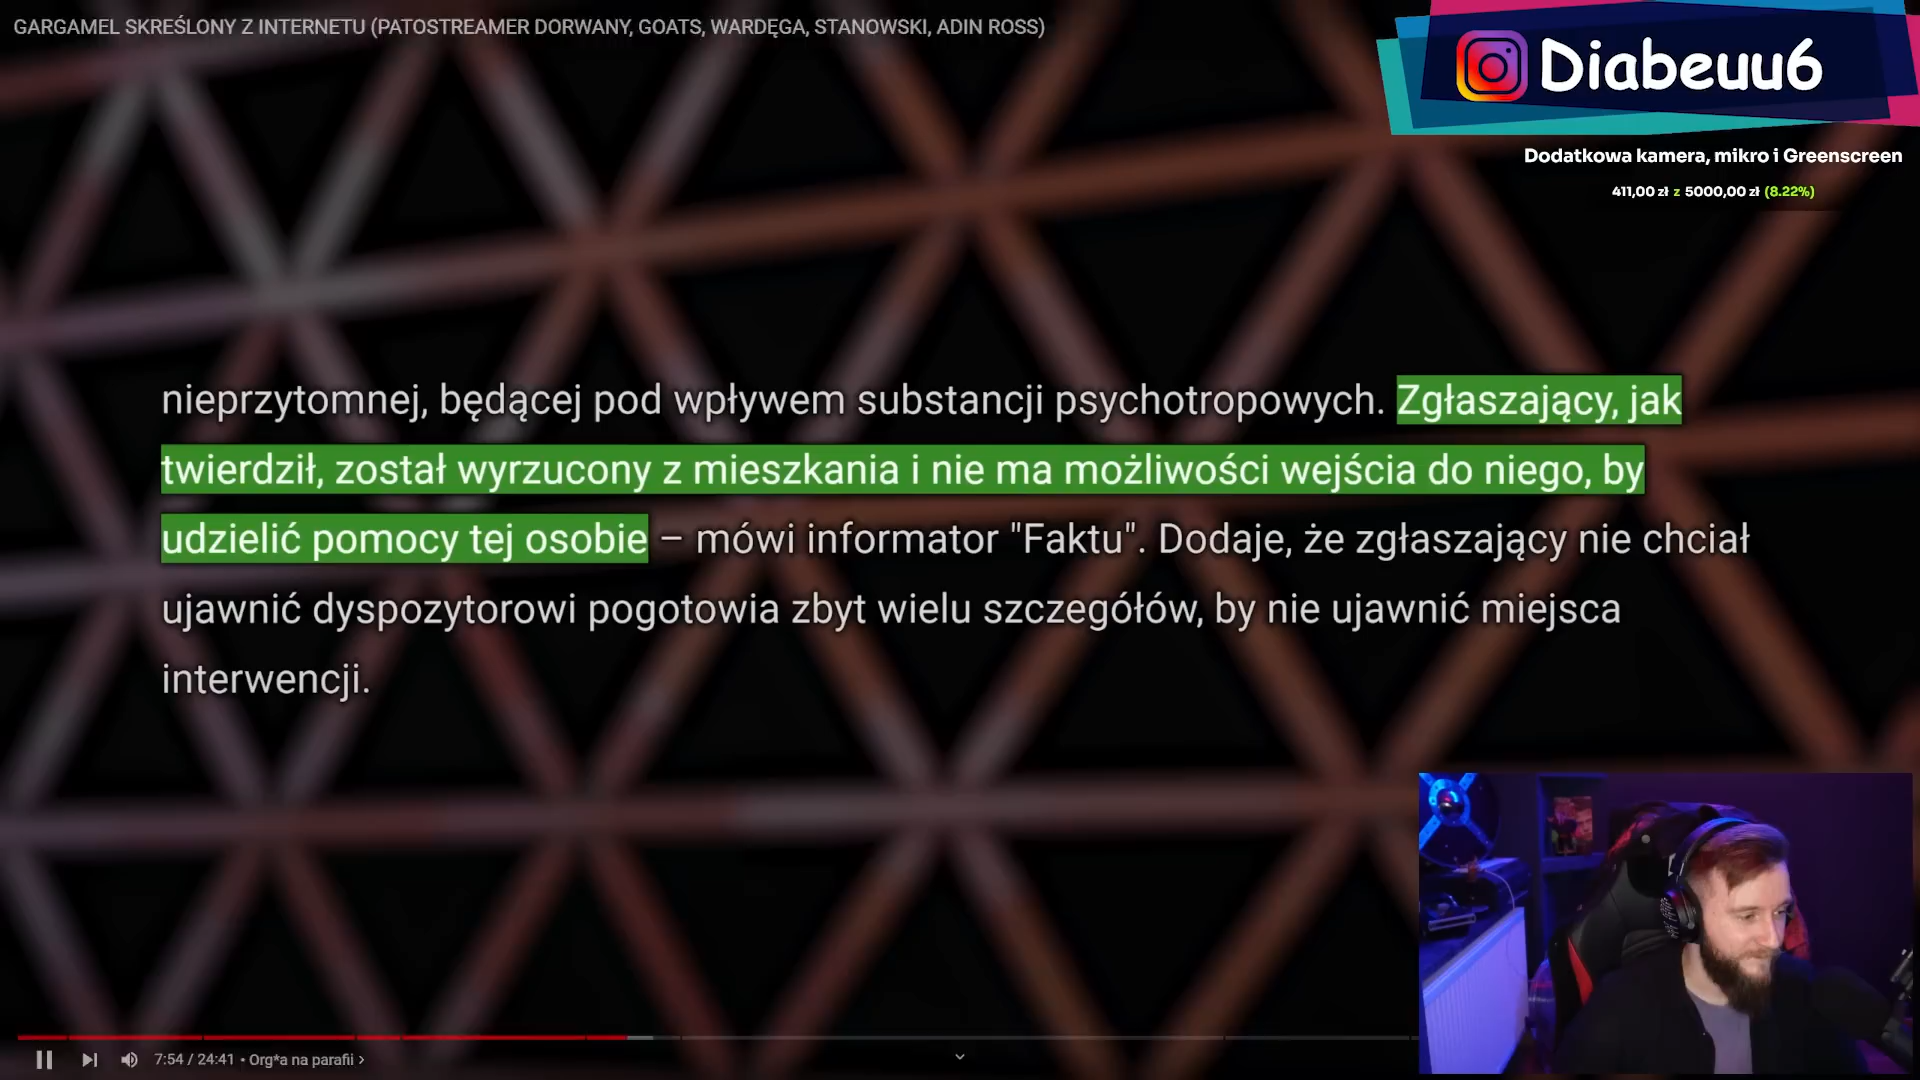 GARGAMEL SKREŚLONY Z INTERNETU (PATOSTREAMER DORWANY, GOATS, WARDĘGA, STANOWSKI, ADIN ROSS)
Diabeuu6
Dodatkowa kamera, mikro i Greenscreen
411,00 zł z 5000,00 zł (8.22%)
nieprzytomnej, będącej pod wpływem substancji psychotropowych. Zgłaszający, jak
twierdził, został wyrzucony z mieszkania i nie ma możliwości wejścia do niego, by
udzielić pomocy tej osobie – mówi informator "Faktu". Dodaje, że zgłaszający nie chciał
ujawnić dyspozytorowi pogotowia zbyt wielu szczegółów, by nie ujawnić miejsca
interwencji.
7:54 / 24:41 • Org*a na parafii ›